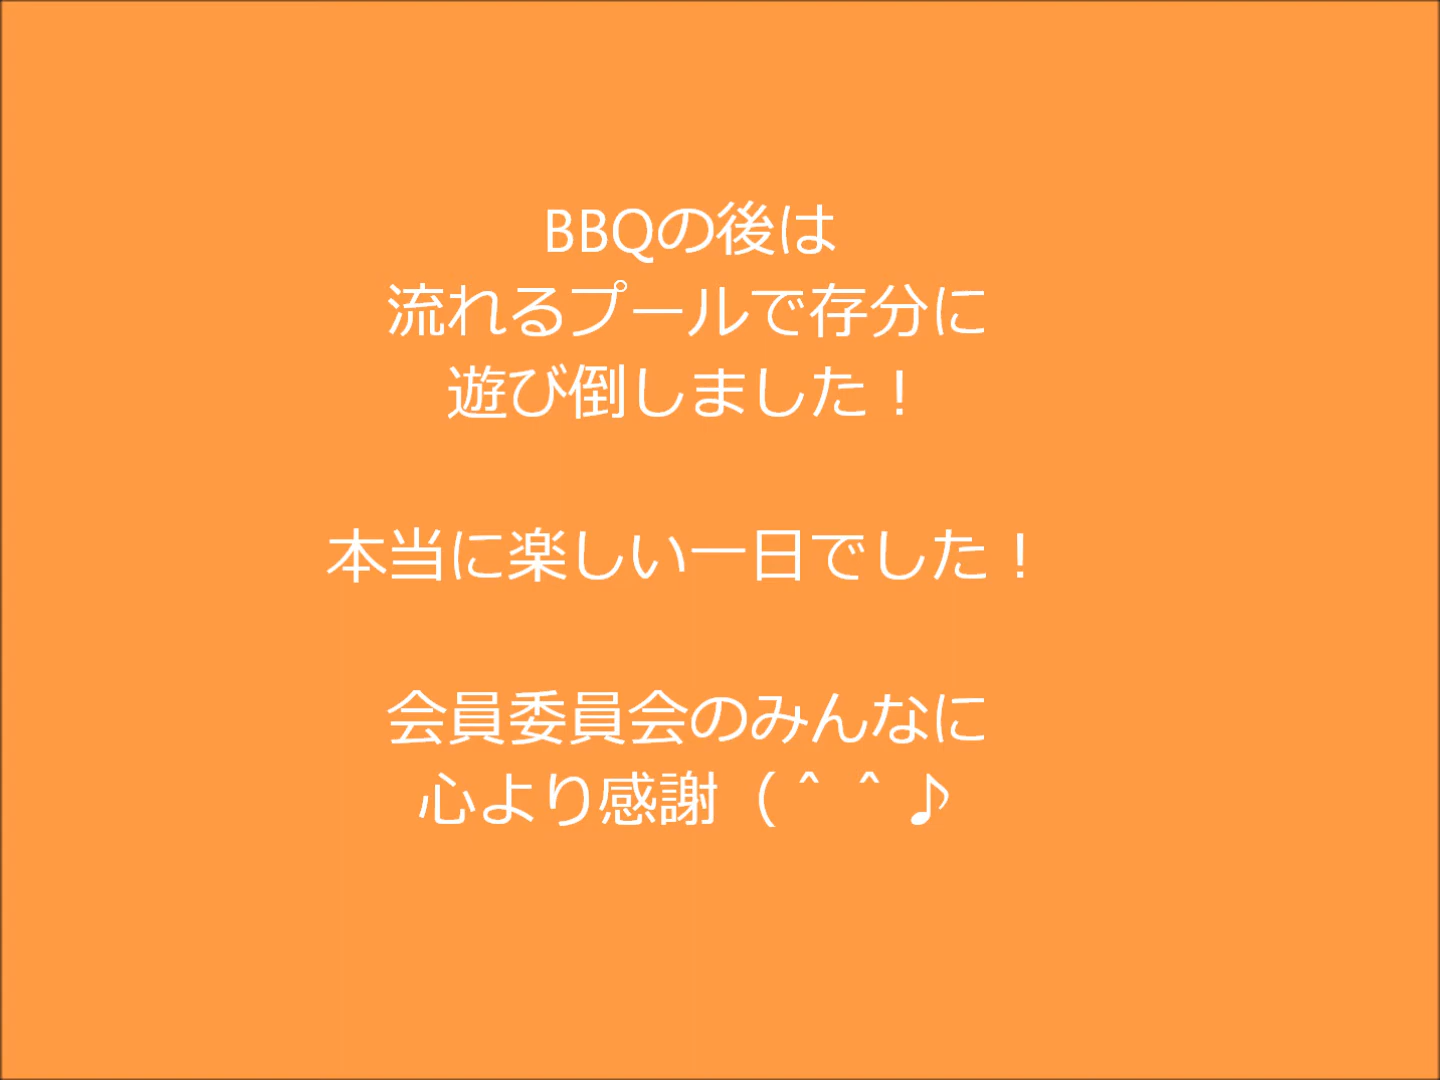 BBQの後は
流れるプールで存分に
遊び倒しました！
本当に楽しい一日でした！
会員委員会のみんなに
心より感謝（＾＾♪